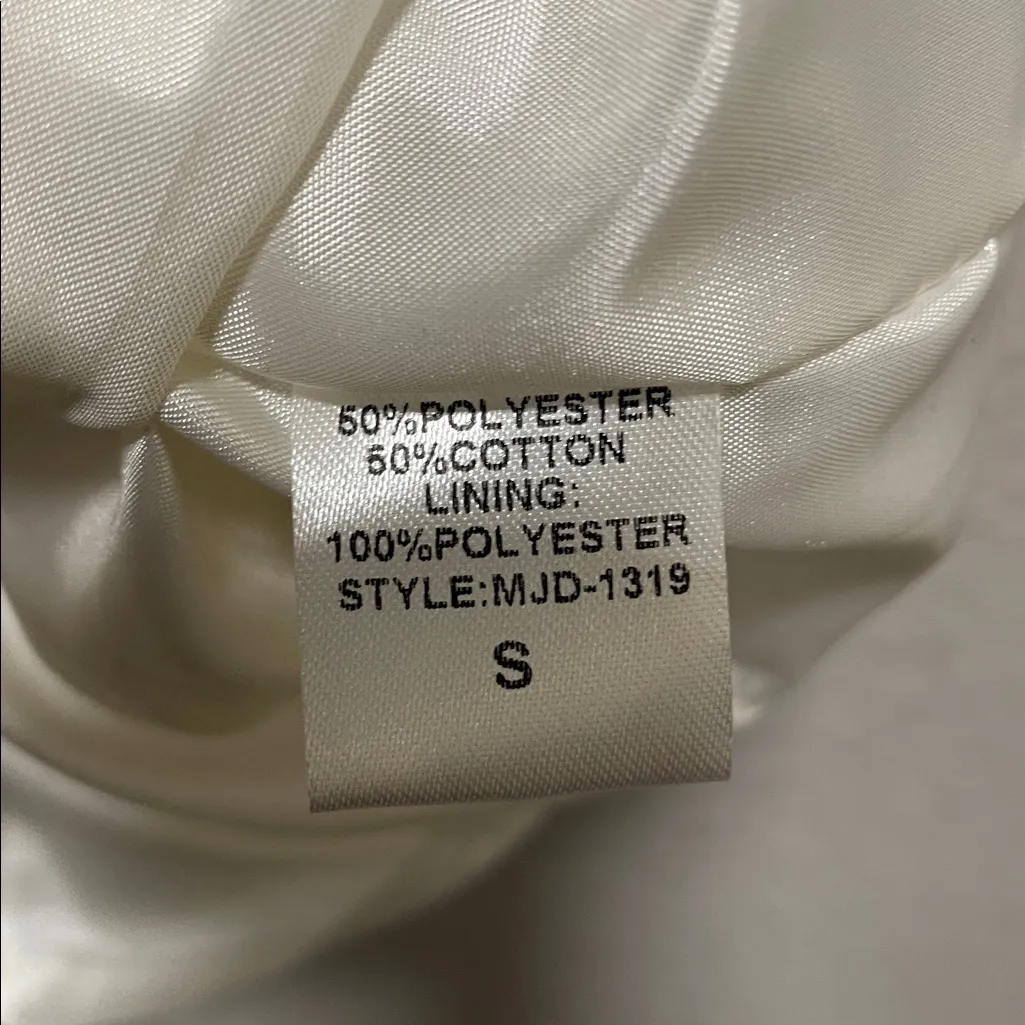 50%POLYESTER
50%COTTON
LINING:
100%POLYESTER
STYLE:MJD-1319
S